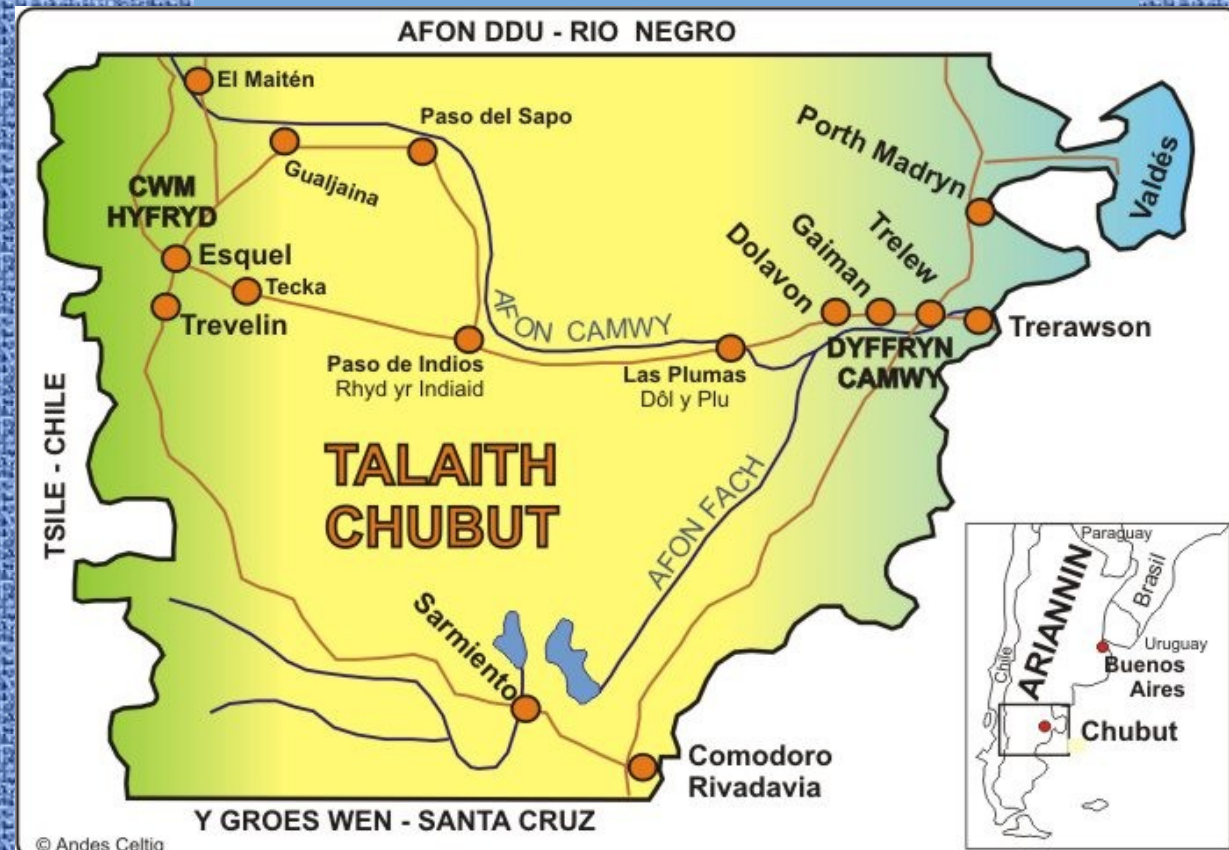 AFON DDU - RIO NEGRO
El Maitén
Paso del Sapo
Gualjaina
Porth Madryn
Valdés
CWM
HYFRYD
Esquel
Tecka
Trevelin
Dolavon
Gaiman
Trelew
Trerawson
AFON CAMWY
DYFFRYN
CAMWY
Paso de Indios
Rhyd yr Indiaid
Las Plumas
Dôl y Plu
TSILE - CHILE
TALAITH
CHUBUT
AFON FACH
Sarmiento
Comodoro
Rivadavia
Y GROES WEN - SANTA CRUZ
© Andes Celtig
Paraguay
Brasil
ARIANNIN
Chile
Uruguay
Buenos
Aires
Chubut